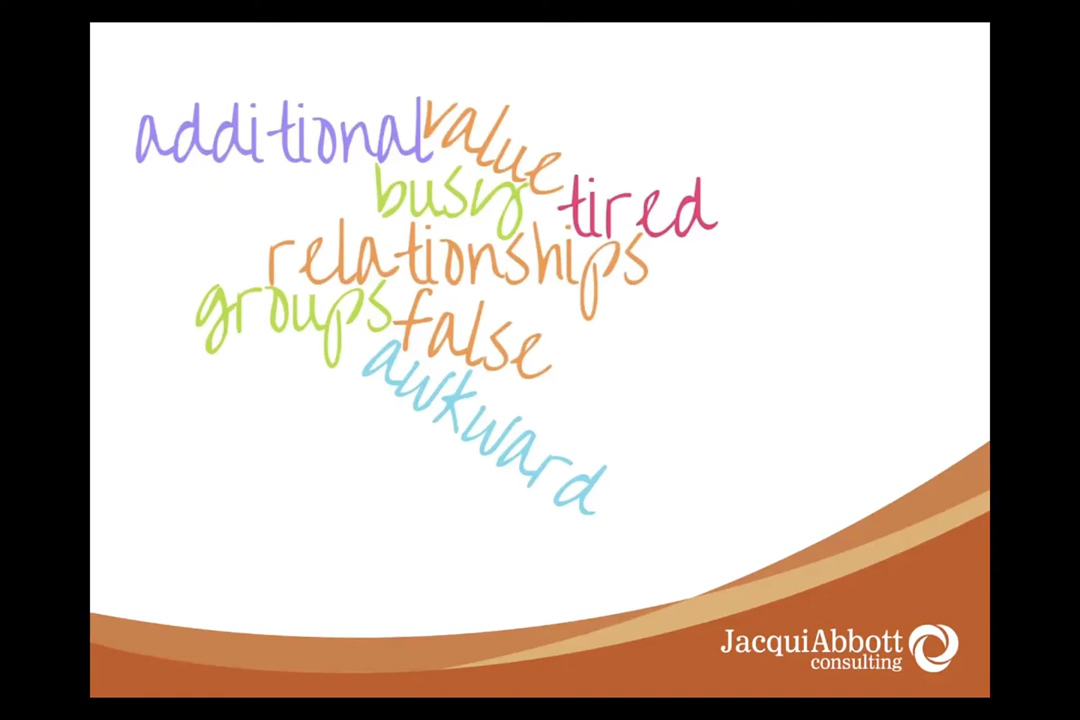 additional value
busy tired
relationships
groups false
awkward
JacquiAbbott
consulting